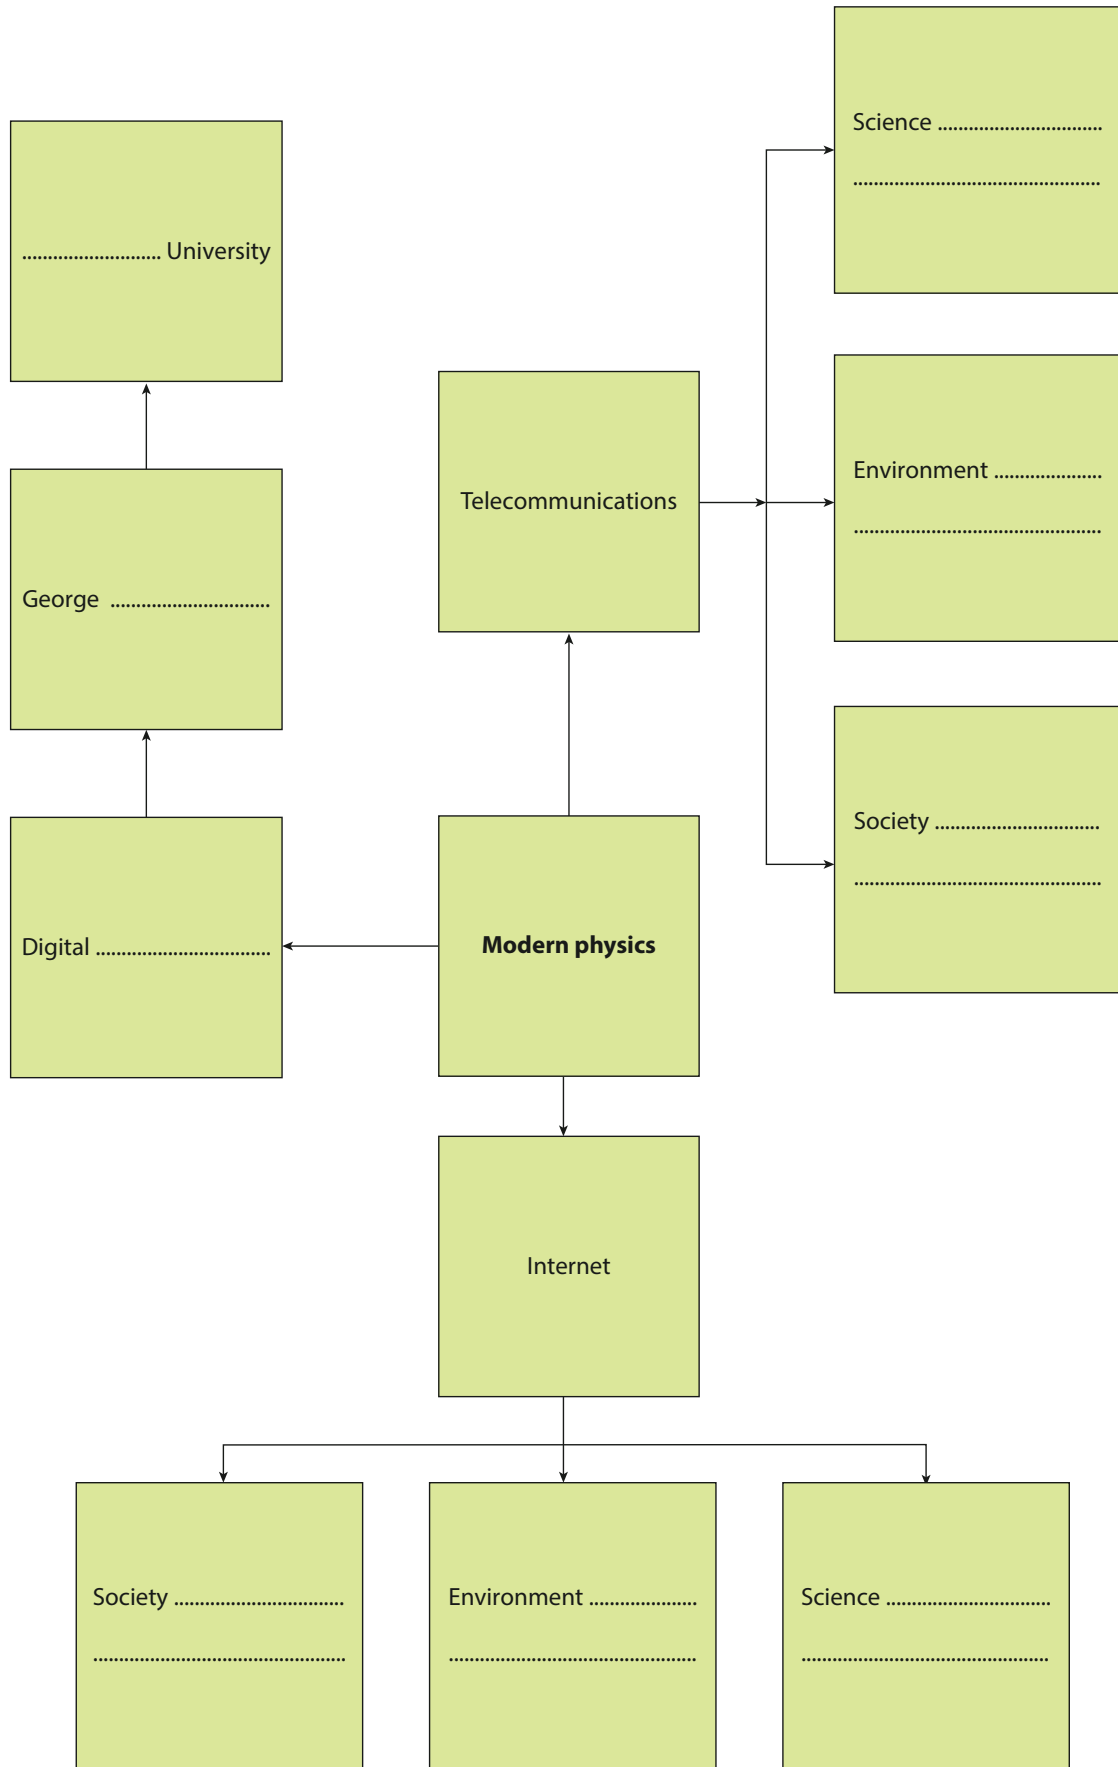 Science ................................
................................................
........................... University
Telecommunications
Environment .....................
................................................
George ...............................
Society ................................
................................................
Digital ..................................
Modern physics
Internet
Society .................................
.................................................
Environment .....................
................................................
Science ................................
................................................